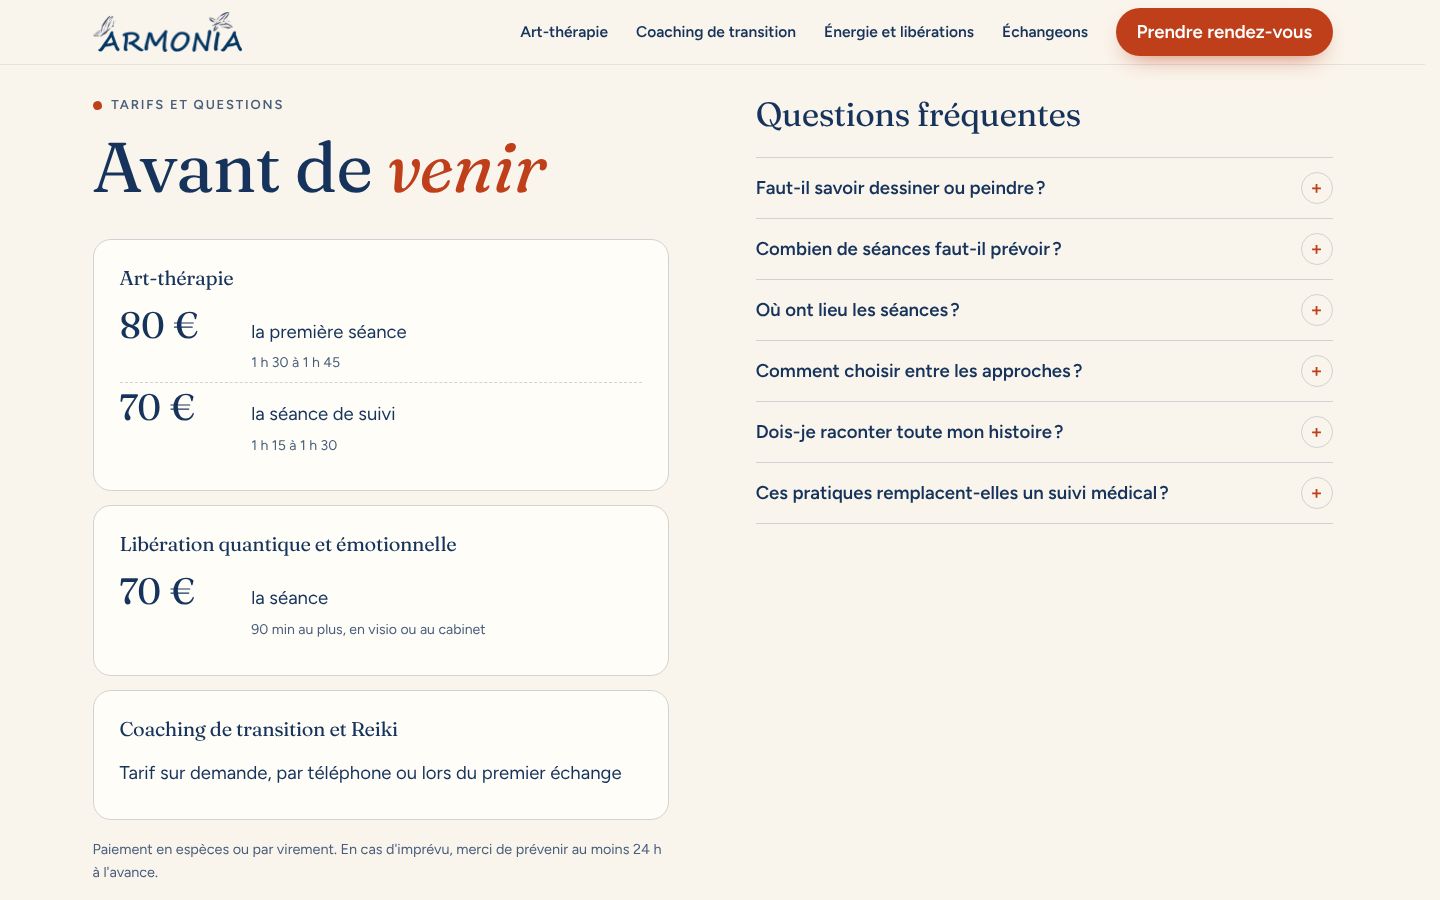 ARMONIA
Art-thérapie
Coaching de transition
Énergie et libérations
Échangeons
Prendre rendez-vous
TARIFS ET QUESTIONS
Avant de venir
Art-thérapie
80 €
la première séance
1 h 30 à 1 h 45
70 €
la séance de suivi
1 h 15 à 1 h 30
Libération quantique et émotionnelle
70 €
la séance
90 min au plus, en visio ou au cabinet
Coaching de transition et Reiki
Tarif sur demande, par téléphone ou lors du premier échange
Paiement en espèces ou par virement. En cas d'imprévu, merci de prévenir au moins 24 h
à l'avance.
Questions fréquentes
Faut-il savoir dessiner ou peindre ?
Combien de séances faut-il prévoir ?
Où ont lieu les séances ?
Comment choisir entre les approches ?
Dois-je raconter toute mon histoire ?
Ces pratiques remplacent-elles un suivi médical ?